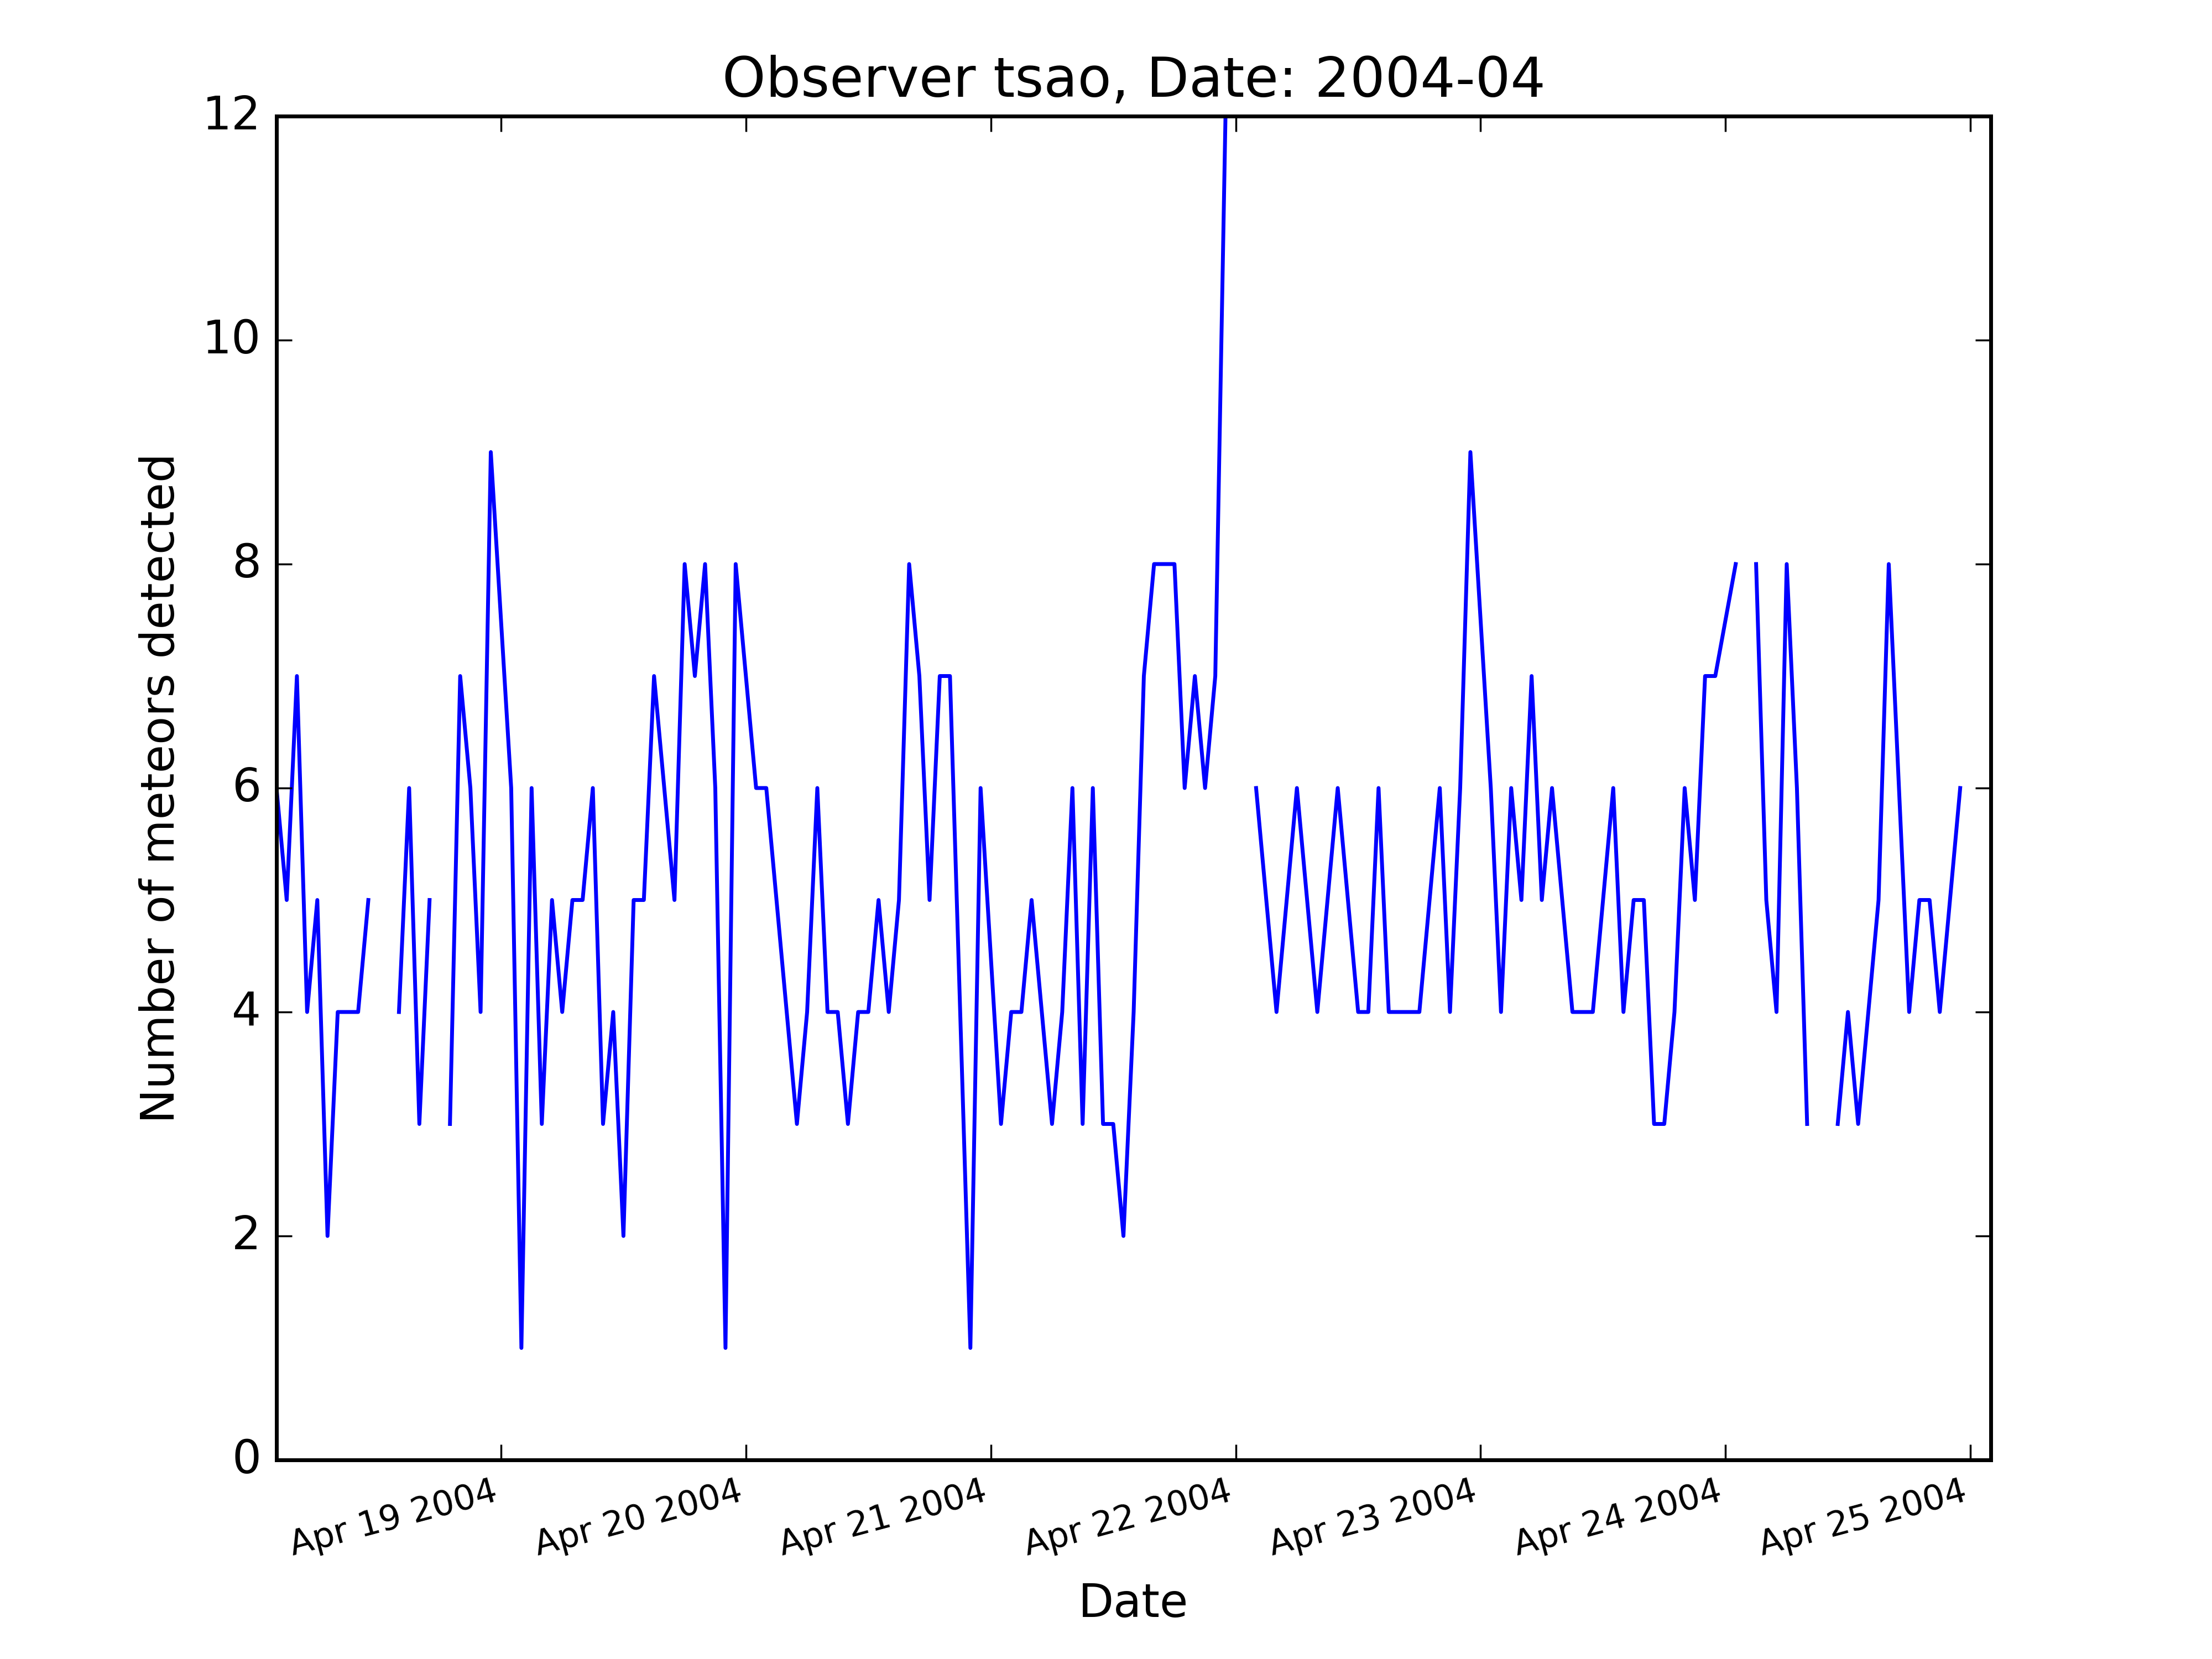 Observer tsao, Date: 2004-04
12
10
8
6
4
2
0
Number of meteors detected
Apr 19 2004
Apr 20 2004
Apr 21 2004
Apr 22 2004
Apr 23 2004
Apr 24 2004
Apr 25 2004
Date